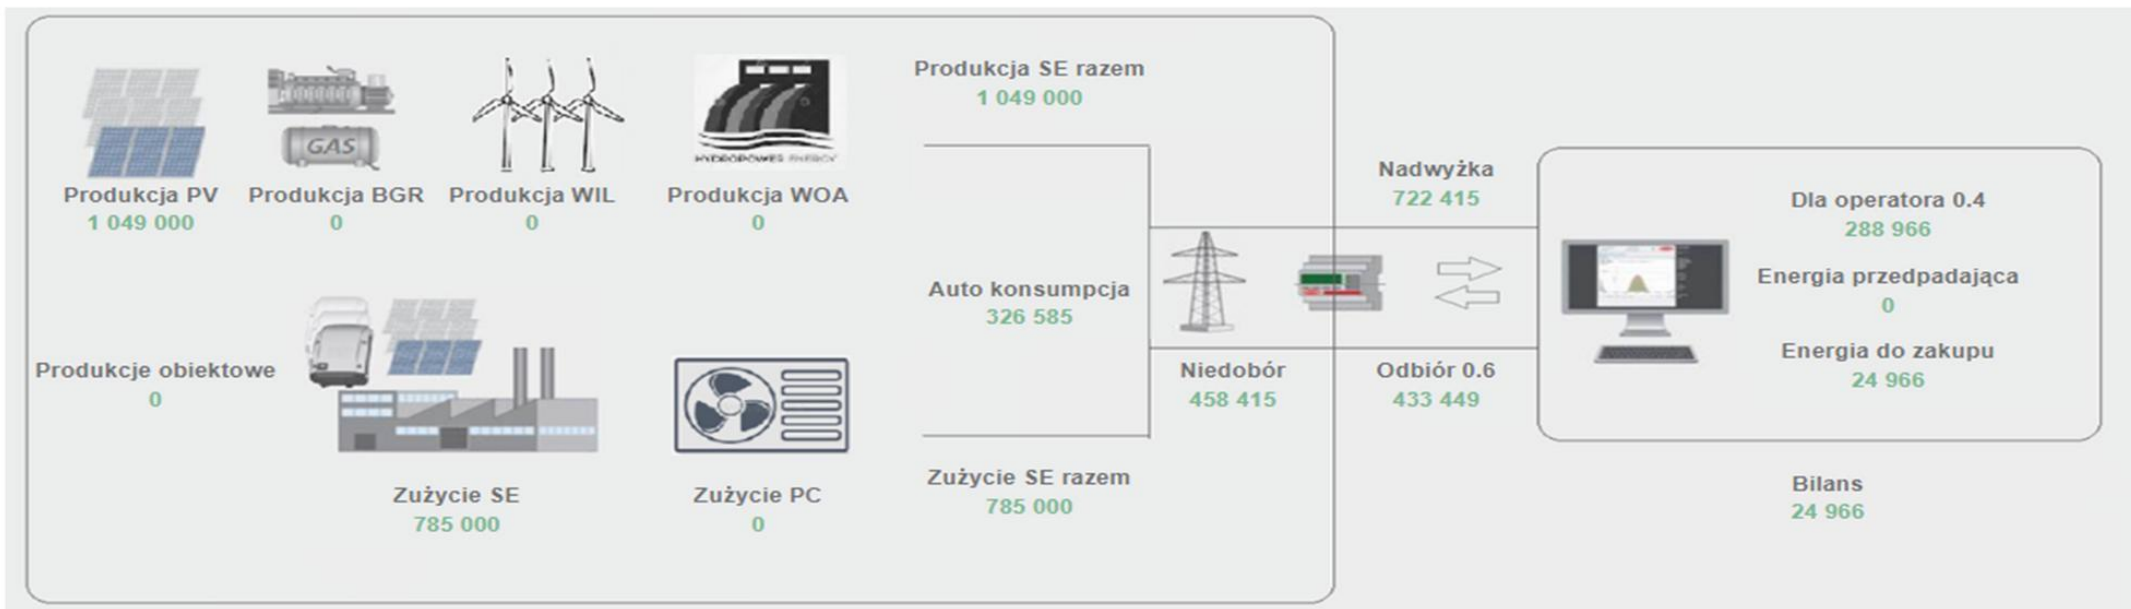 Produkcja SE razem
1 049 000
GAS
HYDROPOWER ENERGY
Produkcja PV
1 049 000
Produkcja BGR
0
Produkcja WIL
0
Produkcja WOA
0
Nadwyżka
722 415
Dla operatora 0.4
288 966
Energia przedpadająca
0
Energia do zakupu
24 966
Auto konsumpcja
326 585
Produkcje obiektowe
0
Niedobór
458 415
Odbiór 0.6
433 449
Zużycie SE
785 000
Zużycie PC
0
Zużycie SE razem
785 000
Bilans
24 966